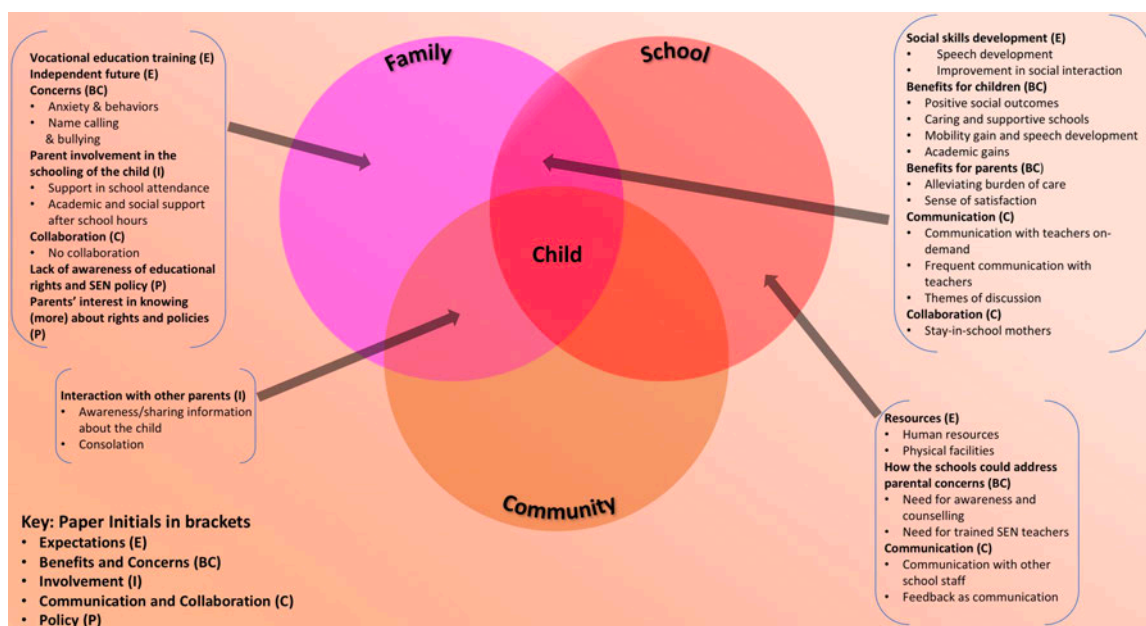 Family
School
Community
Child
Vocational education training (E)
Independent future (E)
Concerns (BC)
• Anxiety & behaviors
• Name calling
& bullying
Parent involvement in the
schooling of the child (I)
• Support in school attendance
• Academic and social support
after school hours
Collaboration (C)
• No collaboration
Lack of awareness of educational
rights and SEN policy (P)
Parents’ interest in knowing
(more) about rights and policies
(P)
Interaction with other parents (I)
• Awareness/sharing information
about the child
• Consolation
Social skills development (E)
• Speech development
• Improvement in social interaction
Benefits for children (BC)
• Positive social outcomes
• Caring and supportive schools
• Mobility gain and speech development
• Academic gains
Benefits for parents (BC)
• Alleviating burden of care
• Sense of satisfaction
Communication (C)
• Communication with teachers on-
demand
• Frequent communication with
teachers
• Themes of discussion
Collaboration (C)
• Stay-in-school mothers
Resources (E)
• Human resources
• Physical facilities
How the schools could address
parental concerns (BC)
• Need for awareness and
counselling
• Need for trained SEN teachers
Communication (C)
• Communication with other
school staff
• Feedback as communication
Key: Paper Initials in brackets
• Expectations (E)
• Benefits and Concerns (BC)
• Involvement (I)
• Communication and Collaboration (C)
• Policy (P)